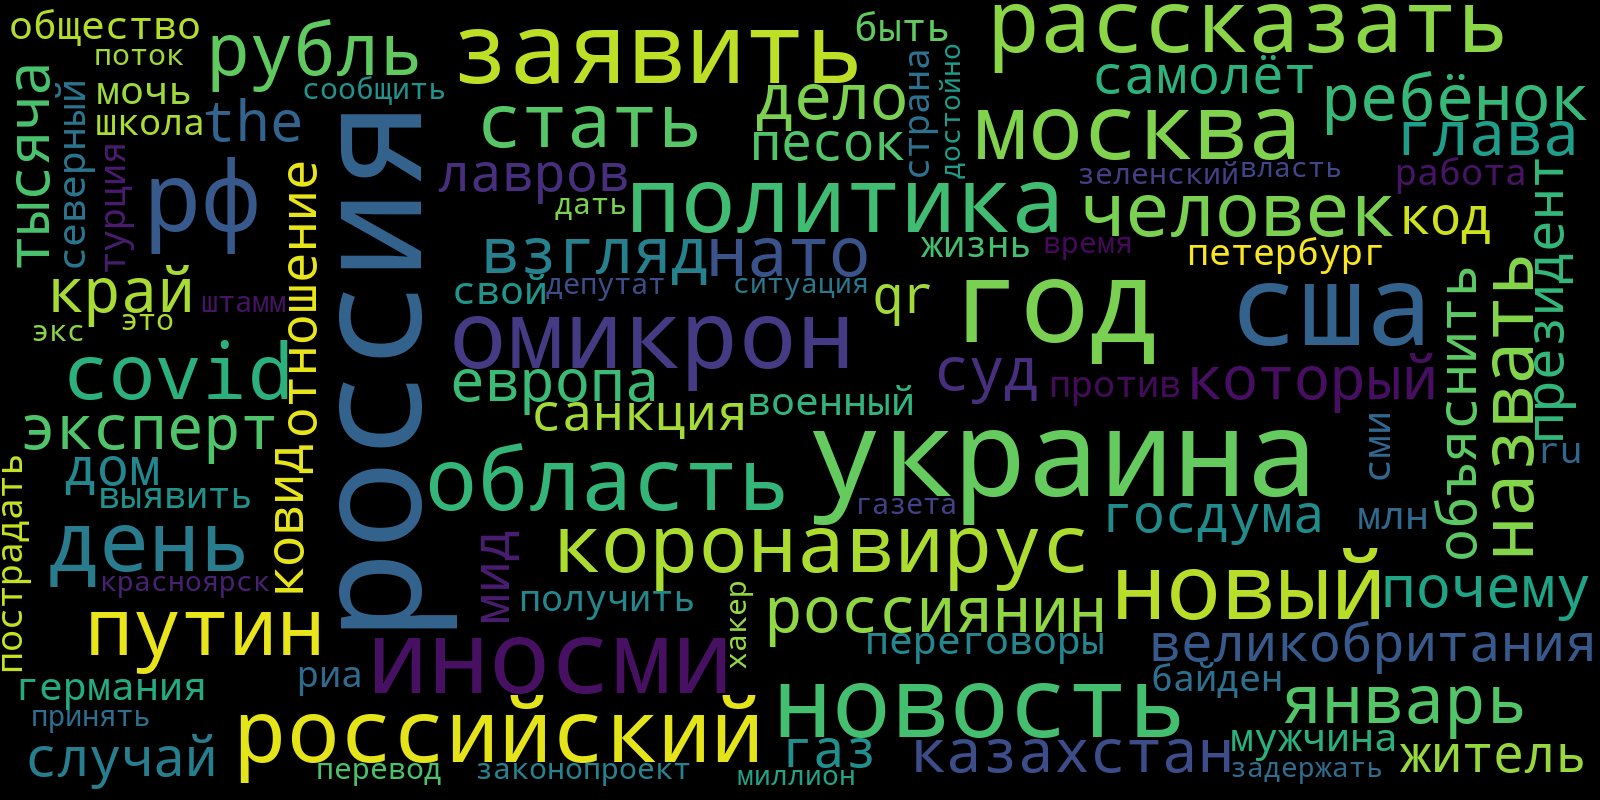 общество
поток
рубль
заявить
быть
рассказать
тысяча
северный
мочь
школа
the
сообщить
стать
дело
песок
страна
достойно
москва
самолёт
ребёнок
глава
турция
рф
ковидотношение
россия
лавров
дать
политика
зеленский
власть
работа
человек
код
президент
взгляд
нато
жизнь
время
петербург
край
штамм
это
экс
свой
депутат
ситуация
qr
год
сша
объяснить
назвать
омикрон
covid
европа
суд
против
который
санкция
военный
эксперт
дом
выявить
область
украина
сми
ru
пострадать
день
красноярск
мид
газета
госдума
млн
коронавирус
получить
хакер
россиянин
новый
почему
путин
иносми
переговоры
великобритания
байден
германия
риа
принять
российский
новость
январь
случай
перевод
законопроект
газ
миллион
казахстан
мужчина
задержать
житель